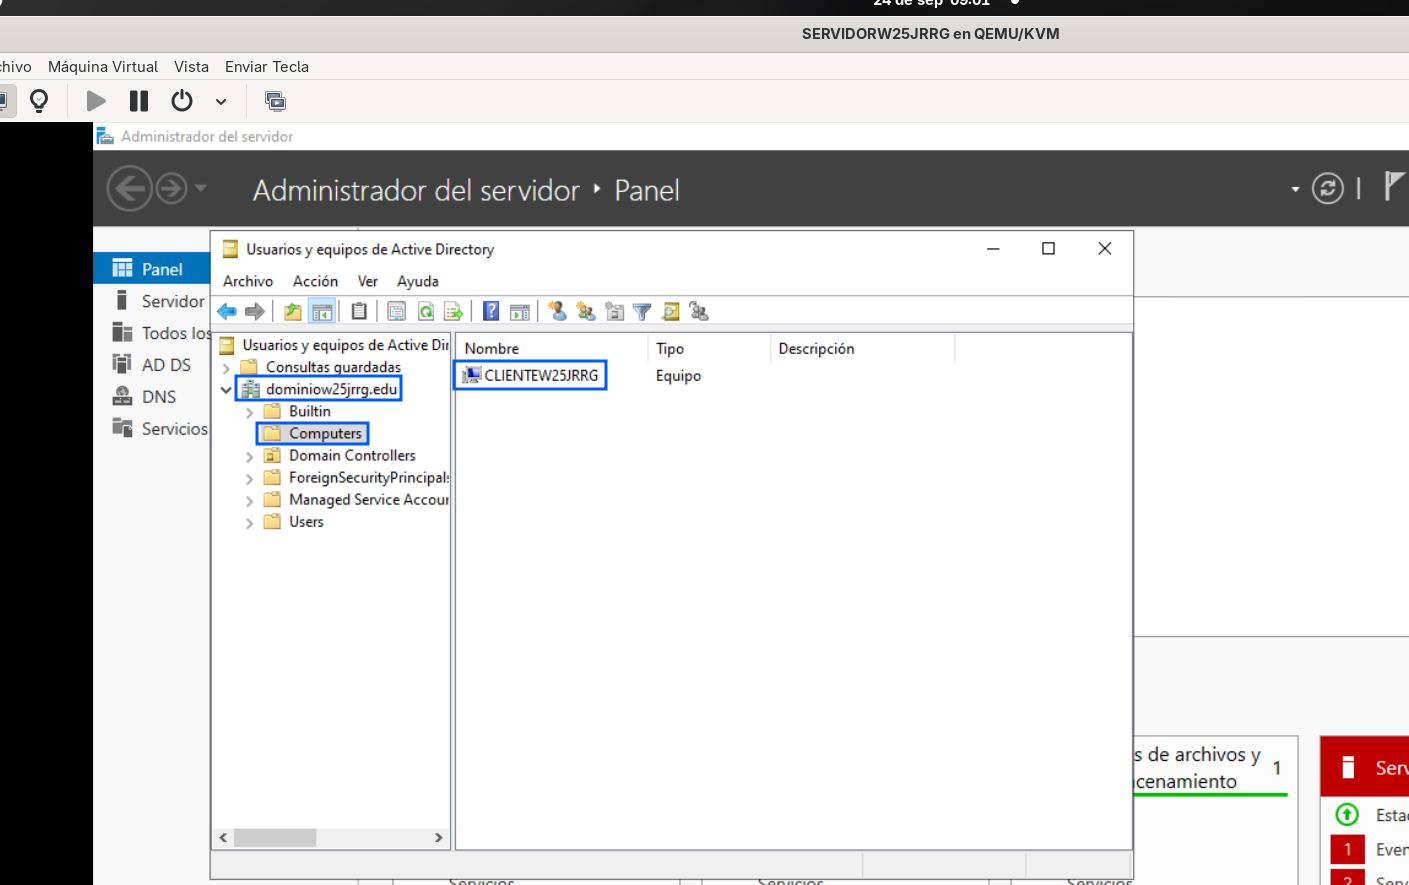 24 de sep 09:01
SERVIDORW25JRRG en QEMU/KVM
chivo Máquina Virtual Vista Enviar Tecla
Administrador del servidor
Administrador del servidor Panel
Panel
Servidor
Todos los
AD DS
DNS
Servicios
Usuarios y equipos de Active Directory
Archivo Acción Ver Ayuda
Usuarios y equipos de Active Dir
Consultas guardadas
dominiow25jrrg.edu
Builtin
Computers
Domain Controllers
ForeignSecurityPrincipals
Managed Service Accoun
Users
Nombre Tipo Descripción
CLIENTEW25JRRG Equipo
s de archivos y
cenamiento
1
Serv
Estad
1 Even
2 Serv
Servicios Servicios Servicios